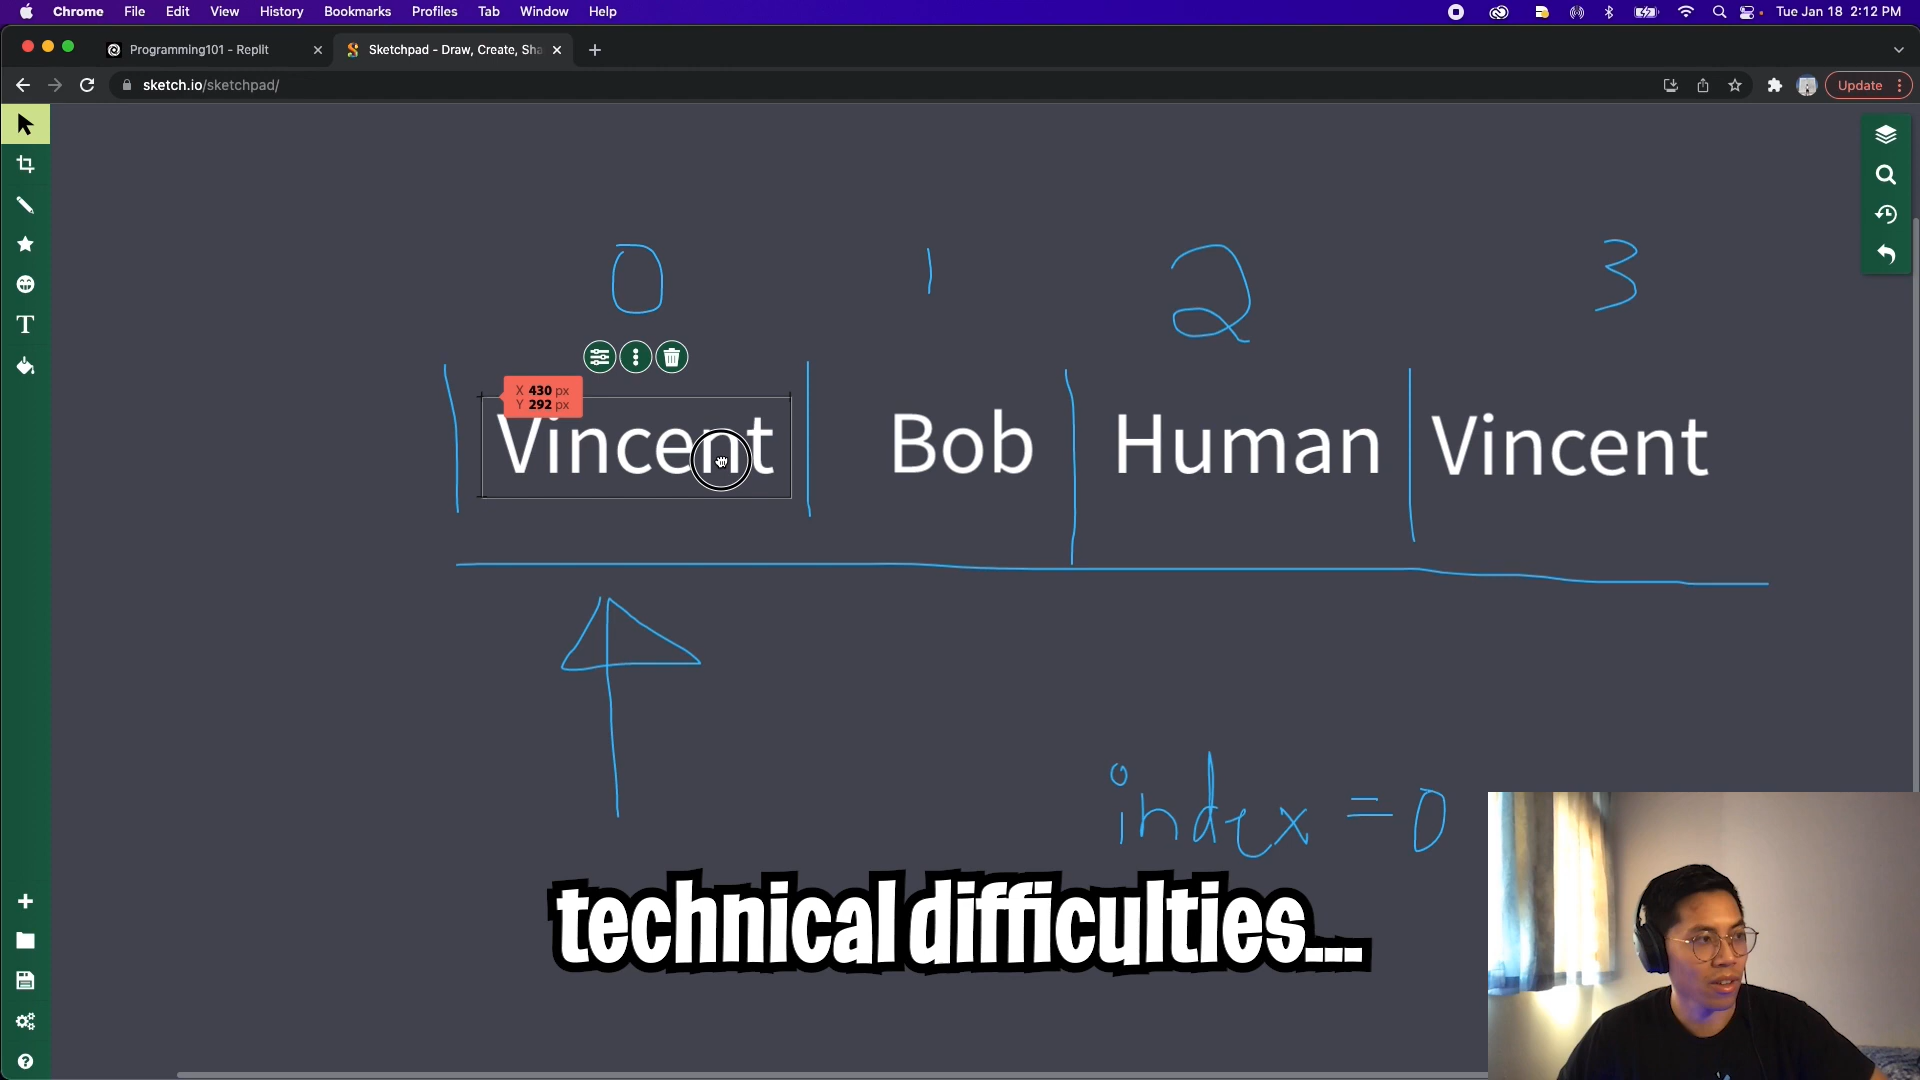 Chrome File Edit View History Bookmarks Profiles Tab Window Help Tue Jan 18 2:12 PM
Programming101 - Replit Sketchpad - Draw, Create, Sha
sketch.io/sketchpad/ Update
0 1 2 3
X 430 px
Y 292 px
Vincent Bob Human Vincent
index = 0
technical difficulties...
T
?